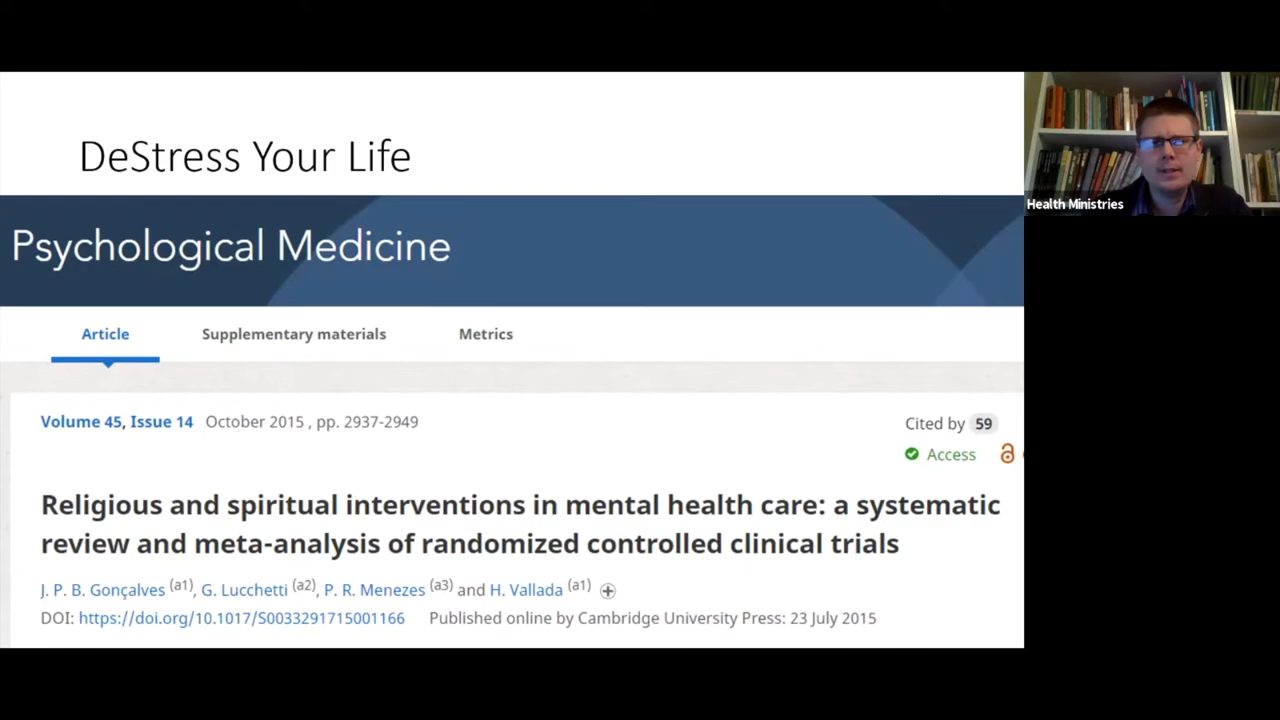 DeStress Your Life
Health Ministries
Psychological Medicine
Article Supplementary materials Metrics
Volume 45, Issue 14 October 2015 , pp. 2937-2949
Cited by 59
Access
Religious and spiritual interventions in mental health care: a systematic
review and meta-analysis of randomized controlled clinical trials
J. P. B. Gonçalves (a1), G. Lucchetti (a2), P. R. Menezes (a3) and H. Vallada (a1)
DOI: https://doi.org/10.1017/S0033291715001166 Published online by Cambridge University Press: 23 July 2015